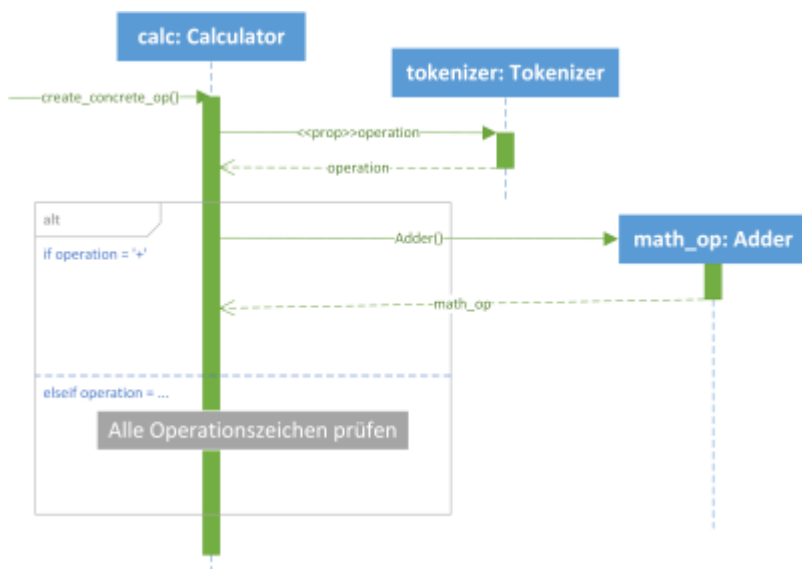 calc: Calculator
tokenizer: Tokenizer
create_concrete_op()
<<prop>>operation
operation
alt
Adder()
math_op: Adder
if operation = '+'
math_op
elseif operation = ...
Alle Operationszeichen prüfen